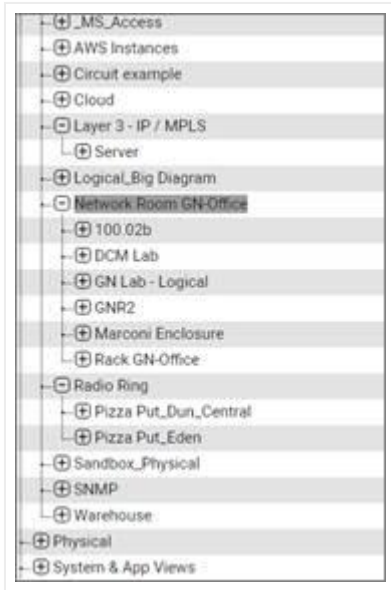 _MS_Access
AWS Instances
Circuit example
Cloud
Layer 3 - IP / MPLS
Server
Logical_Big Diagram
Network Room GN-Office
100.02b
DCM Lab
GN Lab - Logical
GNR2
Marconi Enclosure
Rack GN-Office
Radio Ring
Pizza Put_Dun_Central
Pizza Put_Eden
Sandbox_Physical
SNMP
Warehouse
Physical
System & App Views